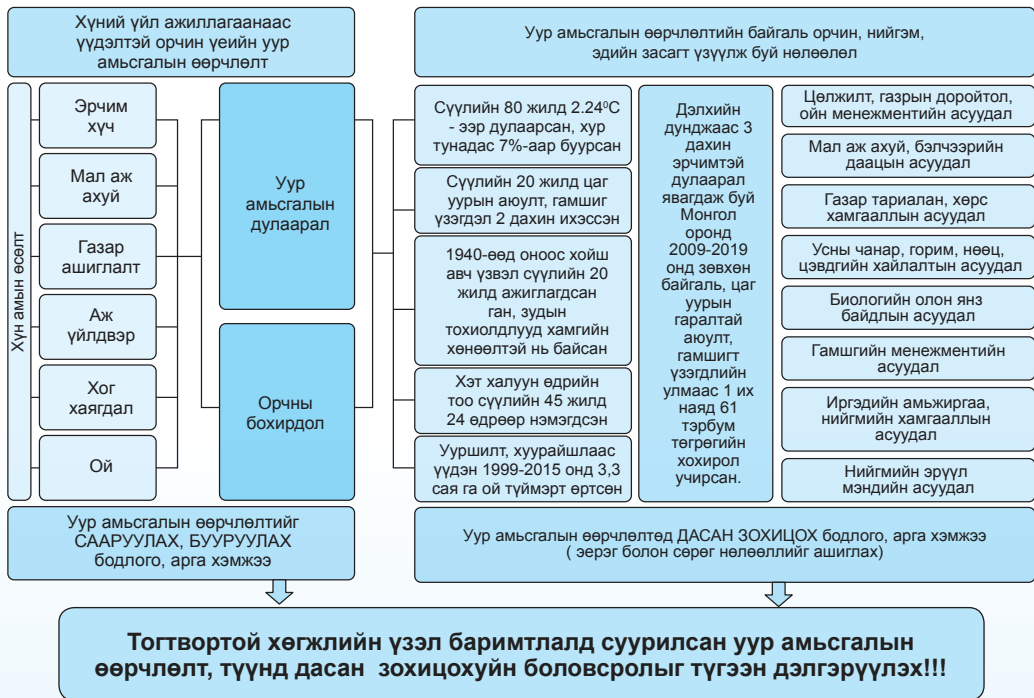 Хүний үйл ажиллагаанаас
үүдэлтэй орчин үеийн уур
амьсгалын өөрчлөлт
Уур амьсгалын өөрчлөлтийн байгаль орчин, нийгэм,
эдийн засагт үзүүлж буй нөлөөлөл
Хүн амын өсөлт
Эрчим
хүч
Мал аж
ахуй
Газар
ашиглалт
Аж
үйлдвэр
Хог
хаягдал
Ой
Уур
амьсгалын
дулаарал
Орчны
бохирдол
Сүүлийн 80 жилд 2.24⁰C
- ээр дулаарсан, хур
тунадас 7%-аар буурсан
Сүүлийн 20 жилд цаг
уурын аюулт, гамшиг
үзэгдэл 2 дахин ихэссэн
1940-өөд оноос хойш
авч үзвэл сүүлийн 20
жилд ажиглагдсан
ган, зудын
тохиолдлууд хамгийн
хөнөөлтэй нь байсан
Хэт халуун өдрийн
тоо сүүлийн 45 жилд
24 өдрөөр нэмэгдсэн
Ууршилт, хуурайшлаас
үүдэн 1999-2015 онд 3,3
сая га ой түймэрт өртсөн
Дэлхийн
дунджаас 3
дахин
эрчимтэй
дулаарал
явагдаж буй
Монгол
оронд
2009-2019
онд зөвхөн
байгаль, цаг
уурын
гаралтай
аюулт,
гамшигт
үзэгдлийн
улмаас 1 их
наяд 61
тэрбум
төгрөгийн
хохирол
учирсан.
Цөлжилт, газрын доройтол,
ойн менежментийн асуудал
Мал аж ахуй, бэлчээрийн
даацын асуудал
Газар тариалан, хөрс
хамгааллын асуудал
Усны чанар, горим, нөөц,
цэвдгийн хайлалтын асуудал
Биологийн олон янз
байдлын асуудал
Гамшгийн менежментийн
асуудал
Иргэдийн амьжиргаа,
нийгмийн хамгааллын
асуудал
Нийгмийн эрүүл
мэндийн асуудал
Уур амьсгалын өөрчлөлтийг
СААРУУЛАХ, БУУРУУЛАХ
бодлого, арга хэмжээ
Уур амьсгалын өөрчлөлтөд ДАСАН ЗОХИЦОХ бодлого, арга хэмжээ
( эерэг болон сөрөг нөлөөллийг ашиглах)
Тогтвортой хөгжлийн үзэл баримтлалд суурилсан уур амьсгалын
өөрчлөлт, түүнд дасан зохицохуйн боловсролыг түгээн дэлгэрүүлэх!!!